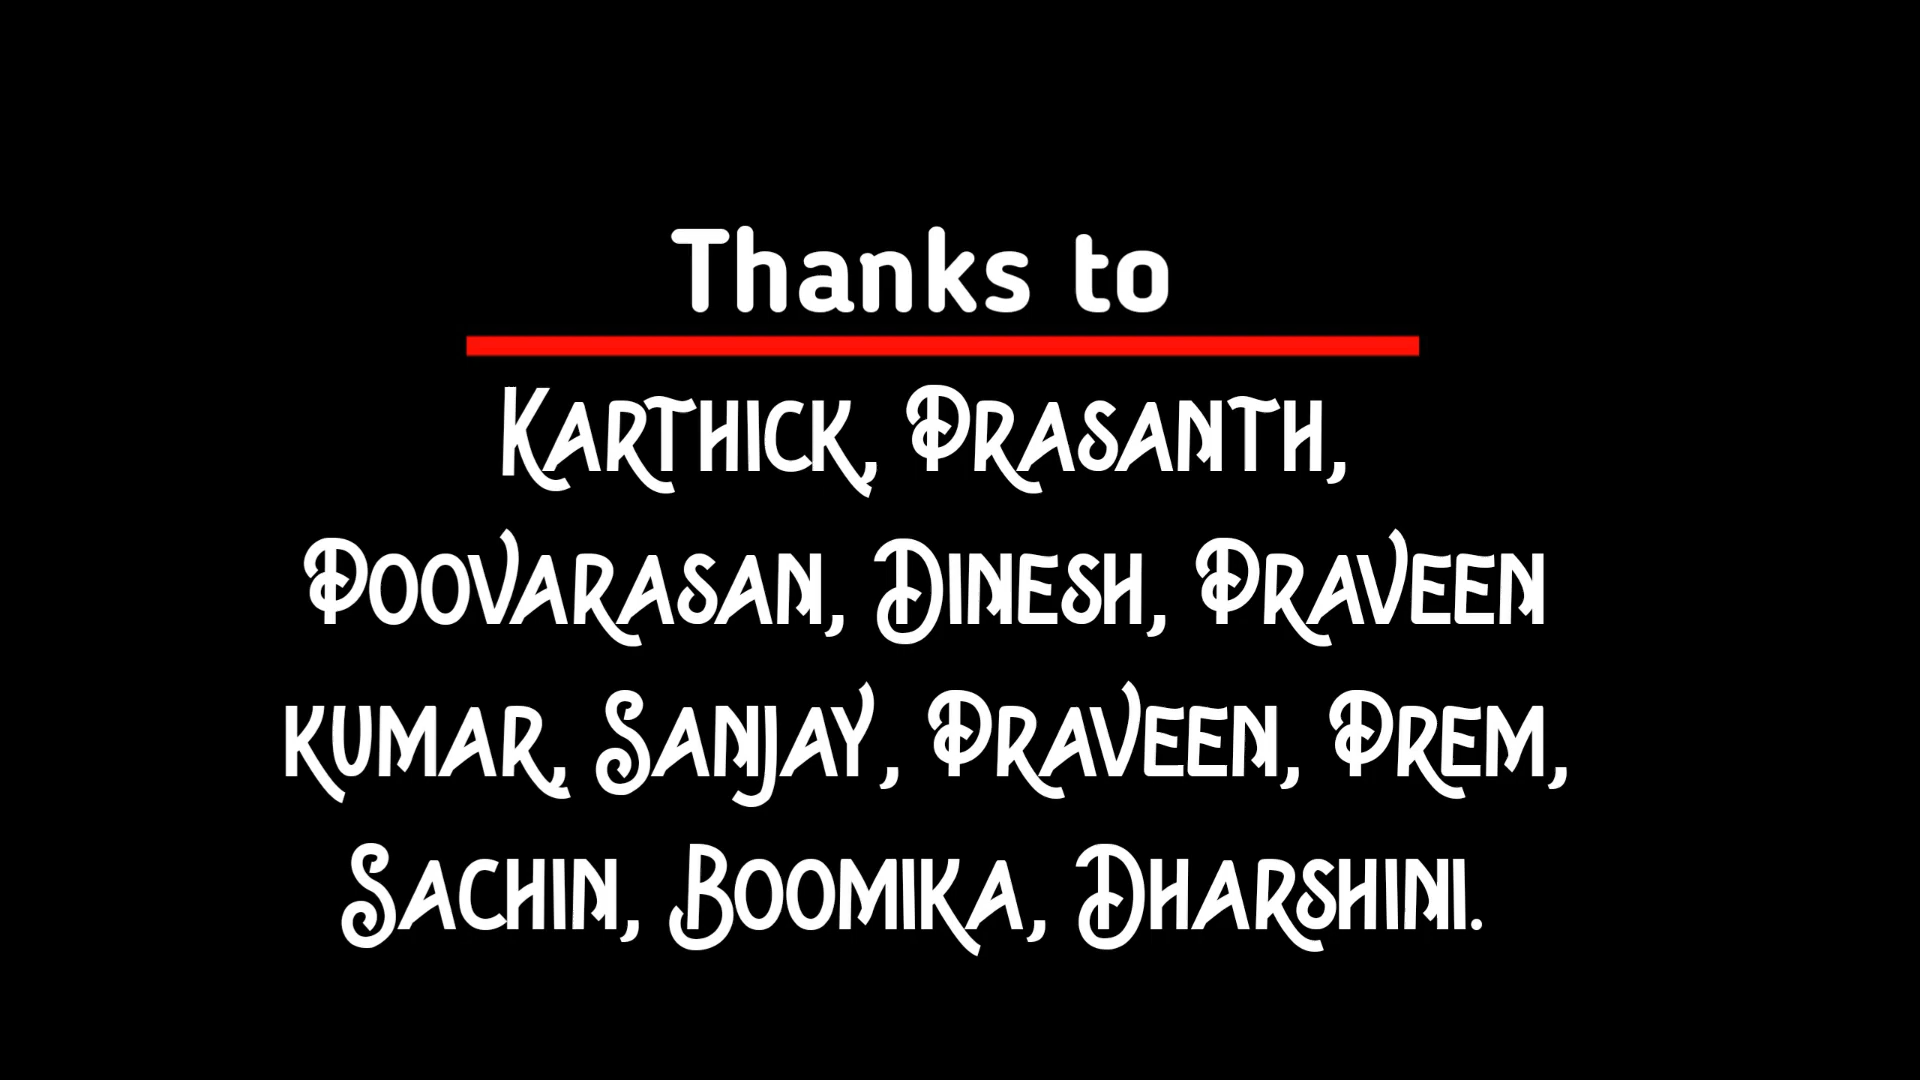 Thanks to
Karthick, Prasanth,
Poovarasan, Dinesh, Praveen
kumar, Sanjay, Praveen, Prem,
Sachin, Boomika, Dharshini.